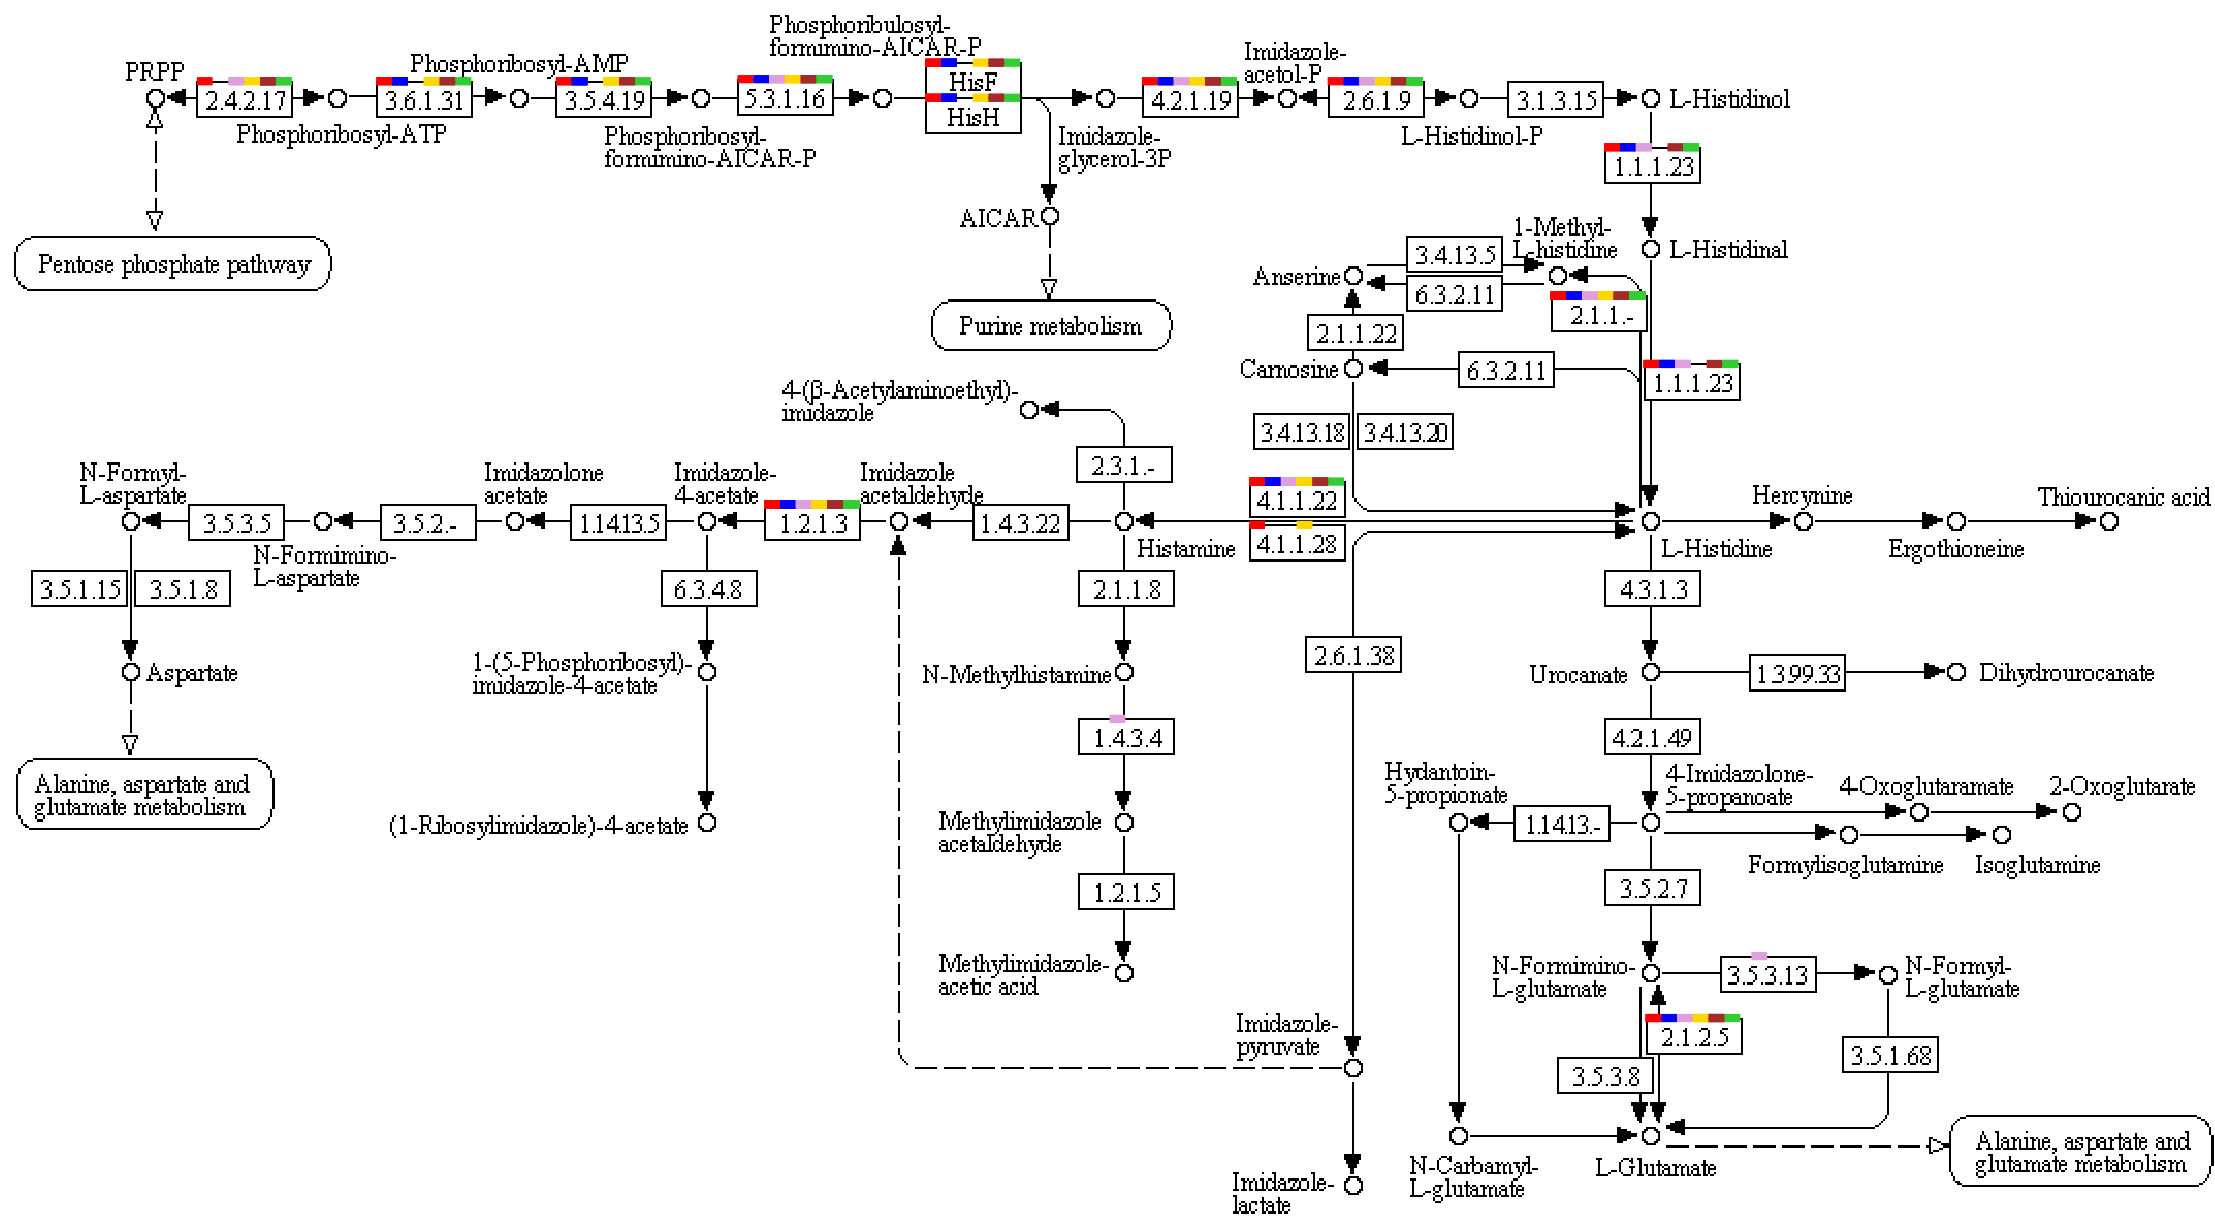 Phosphoribulosyl-
formimino-AICAR-P
PRPP
Phosphoribosyl-AMP
Imidazole-
acetol-P
2.4.2.17
3.6.1.31
3.5.4.19
5.3.1.16
HisF
HisH
4.2.1.19
2.6.1.9
3.1.3.15
L-Histidinol
Phosphoribosyl-ATP
Phosphoribosyl-
formimino-AICAR-P
Imidazole-
glycerol-3P
L-Histidinol-P
1.1.1.23
AICAR
Pentose phosphate pathway
Purine metabolism
1-Methyl-
L-histidine
L-Histidinal
Anserine
3.4.13.5
6.3.2.11
2.1.1.-
2.1.1.22
Carnosine
6.3.2.11
1.1.1.23
4-(β-Acetylaminoethyl)-
imidazole
3.4.13.18
3.4.13.20
2.3.1.-
N-Formyl-
L-aspartate
Imidazolone
acetate
Imidazole-
4-acetate
Imidazole
acetaldehyde
4.1.1.22
Hercynine
Thiourocanic acid
3.5.3.5
3.5.2.-
1.14.13.5
1.2.1.3
1.4.3.22
4.1.1.28
N-Formimino-
L-aspartate
Histamine
L-Histidine
Ergothioneine
3.5.1.15
3.5.1.8
6.3.4.8
2.1.1.8
4.3.1.3
2.6.1.38
Aspartate
1-(5-Phosphoribosyl)-
imidazole-4-acetate
N-Methylhistamine
Urocanate
1.3.99.33
Dihydrourocanate
1.4.3.4
4.2.1.49
Alanine, aspartate and
glutamate metabolism
(1-Ribosylimidazole)-4-acetate
Methylimidazole
acetaldehyde
Hydantoin-
5-propionate
1.14.13.-
4-Imidazolone-
5-propanoate
4-Oxoglutaramate
2-Oxoglutarate
Formylisoglutamine
Isoglutamine
1.2.1.5
3.5.2.7
Methylimidazole-
acetic acid
N-Formimino-
L-glutamate
3.5.3.13
N-Formyl-
L-glutamate
Imidazole-
pyruvate
2.1.2.5
3.5.3.8
3.5.1.68
N-Carbamyl-
L-glutamate
L-Glutamate
Alanine, aspartate and
glutamate metabolism
Imidazole-
lactate